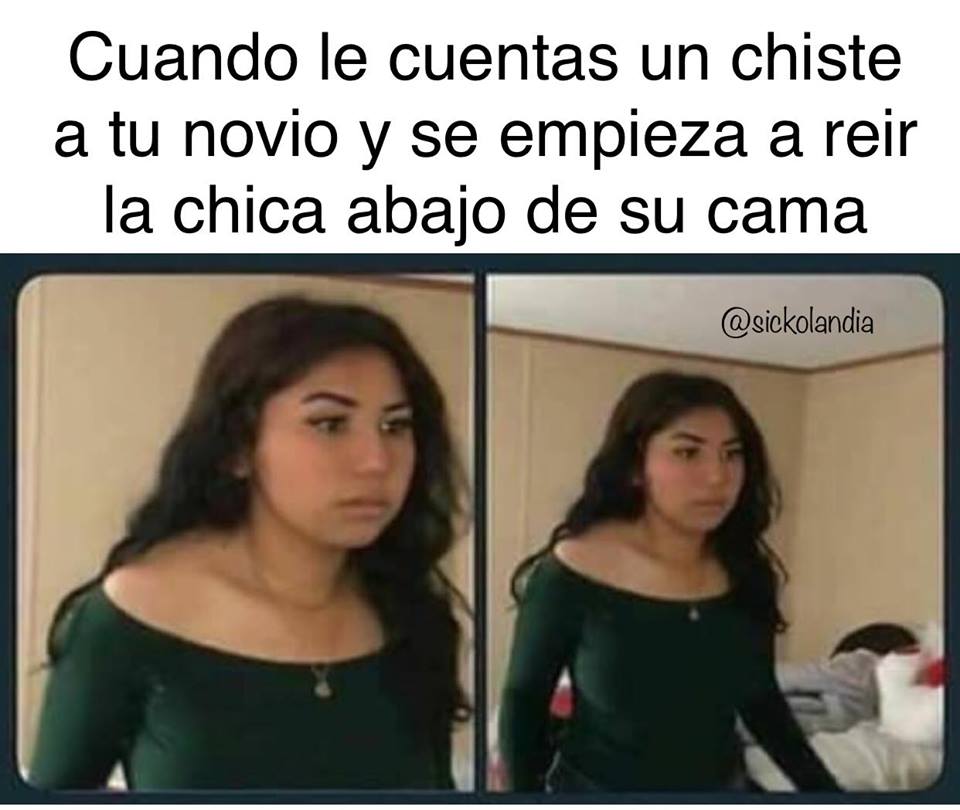 Cuando le cuentas un chiste
a tu novio y se empieza a reir
la chica abajo de su cama
@sickolandia